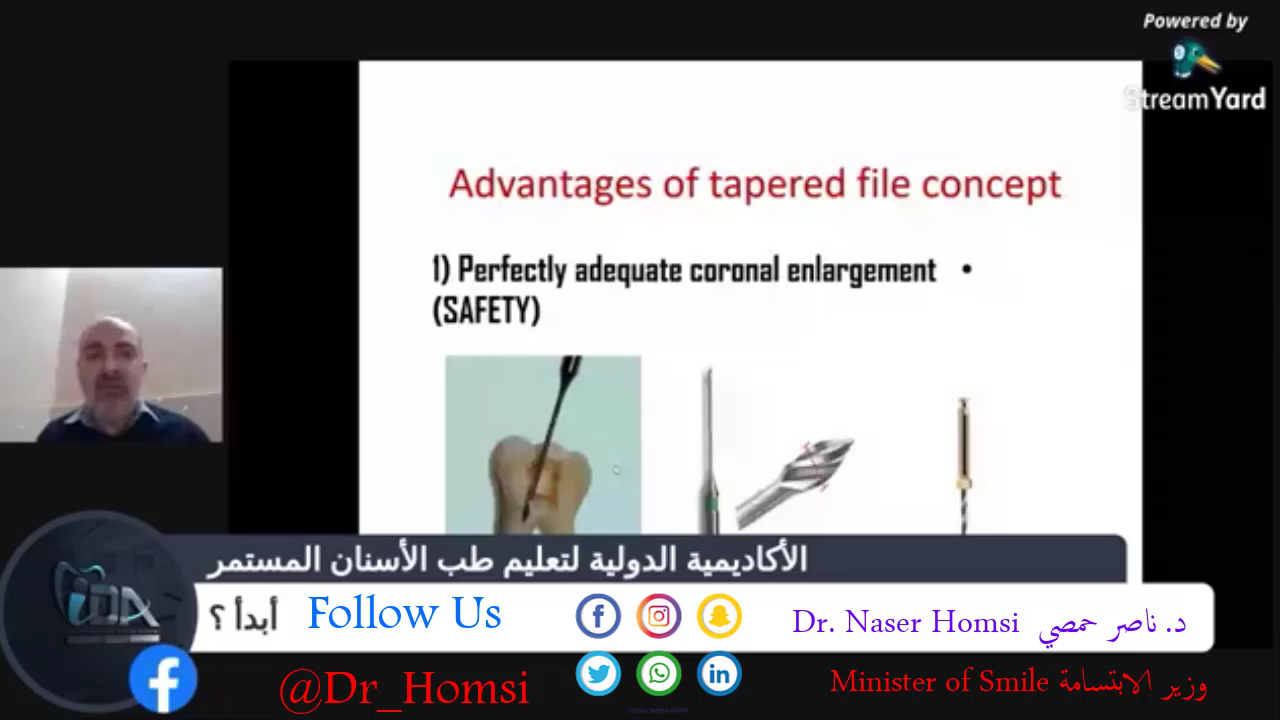 Powered by
StreamYard
Advantages of tapered file concept
1) Perfectly adequate coronal enlargement •
(SAFETY)
الأكاديمية الدولية لتعليم طب الأسنان المستمر
أبدأ ؟
Follow Us
Dr. Naser Homsi د. ناصر حمصي
@Dr_Homsi
Minister of Smile وزير الابتسامة